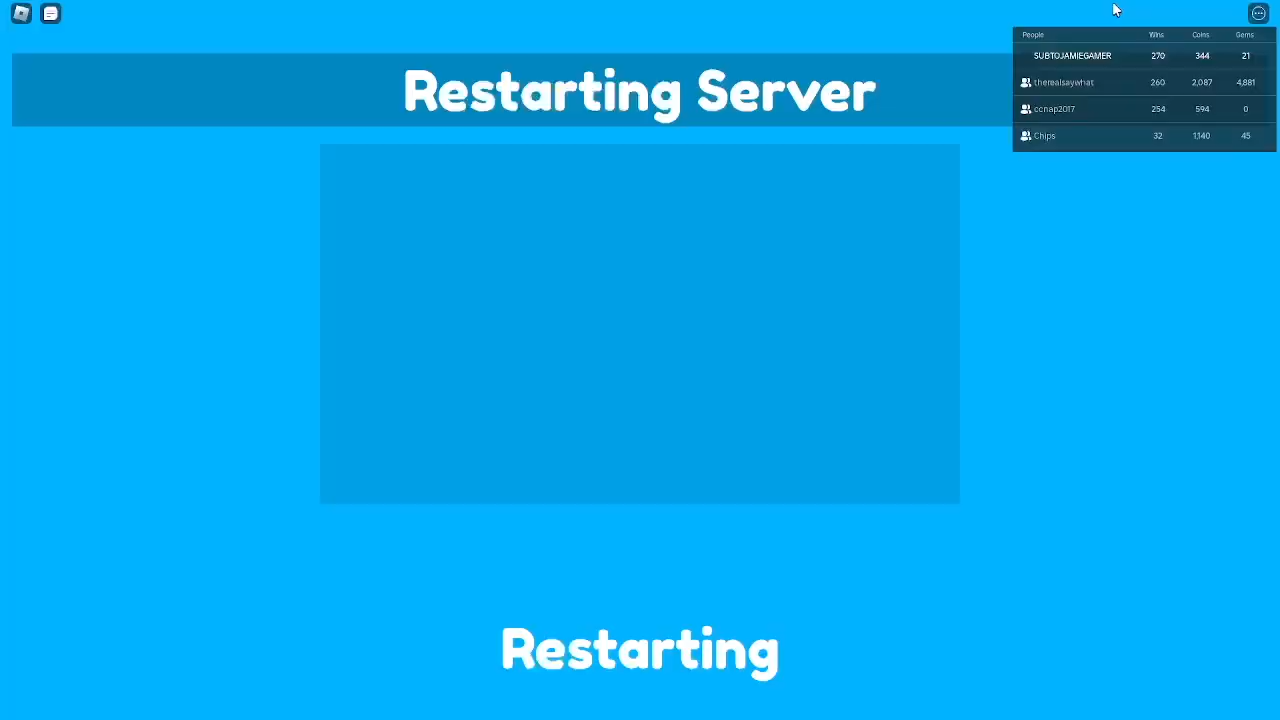 People Wins Coins Gems
SUBTOJAMIEGAMER 270 344 21
therealsaywhat 260 2,087 4,881
ccnap2017 254 594 0
Chips 32 1,140 45
Restarting Server
Restarting